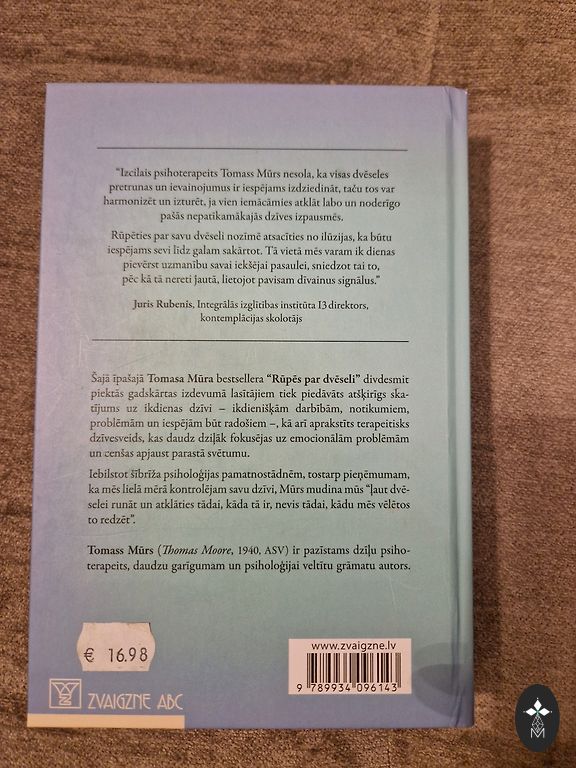 “Izcilais psihoterapeits Tomass Mūrs nesola, ka visas dvēseles
pretrunas un ievainojumus ir iespējams izdziedināt, taču tos var
harmonizēt un izturēt, ja vien iemācāmies atklāt labo un noderīgo
pašās nepatikamākajās dzīves izpausmēs.
Rūpēties par savu dvēseli nozīmē atsacīties no ilūzijas, ka būtu
iespējams sevi līdz galam sakārtot. Tā vietā mēs varam ik dienas
pievērst uzmanību savai iekšējai pasaulei, sniedzot tai to,
pēc kā tā nereti jautā, lietojot pavisam divainus signālus.”
Juris Rubenis, Integrālās izglītības institūta I3 direktors,
kontemplācijas skolotājs
Šajā īpašajā Tomasa Mūra bestsellera “Rūpēs par dvēseli” divdesmit
piektās gadskārtas izdevumā lasītājiem tiek piedāvāts atšķirīgs ska-
tījums uz ikdienas dzīvi – ikdienišķām darbībām, notikumiem,
problēmām un iespējām būt radošiem –, kā arī aprakstīts terapeitisks
dzīvesveids, kas daudz dziļāk fokusējas uz emocionālām problēmām
un cenšas apjaust parastā svētumu.
Iebilstot šībrīža psiholoģijas pamatnostādnēm, tostarp pieņēmumam,
ka mēs lielā mērā kontrolējam savu dzīvi, Mūrs mudina mūs “ļaut dvē-
selei runāt un atklāties tādai, kāda tā ir, nevis tādai, kādu mēs vēlētos
to redzēt”.
Tomass Mūrs (Thomas Moore, 1940, ASV) ir pazīstams dziļu psiho-
terapeits, daudzu garīgumam un psiholoģijai veltītu grāmatu autors.
€ 16.98
www.zvaigzne.lv
9 789934 096143
ZVAIGZNE ABC
M